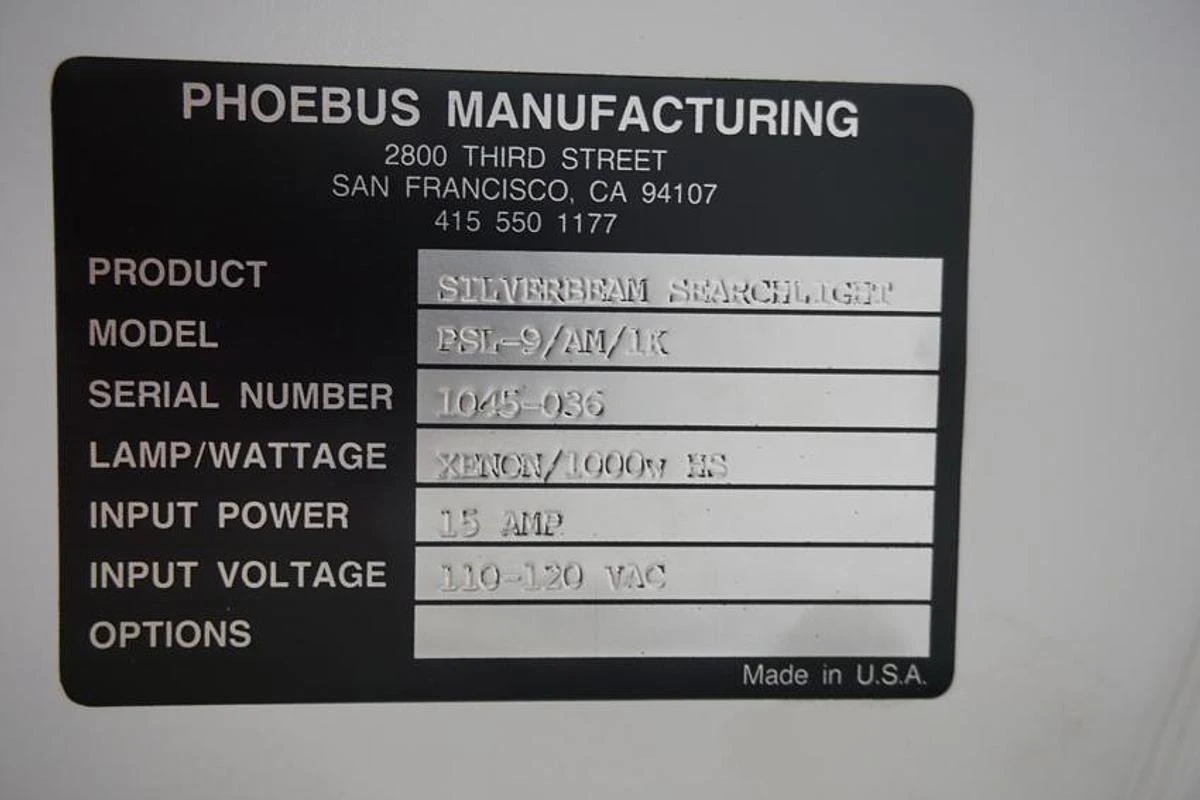 PHOEBUS MANUFACTURING
2800 THIRD STREET
SAN FRANCISCO, CA 94107
415 550 1177
PRODUCT SILVERBEAM SEARCHLIGHT
MODEL PSL-9/AM/1K
SERIAL NUMBER 1045-036
LAMP/WATTAGE XENON/1000w HS
INPUT POWER 15 AMP
INPUT VOLTAGE 110-120 VAC
OPTIONS
Made in U.S.A.